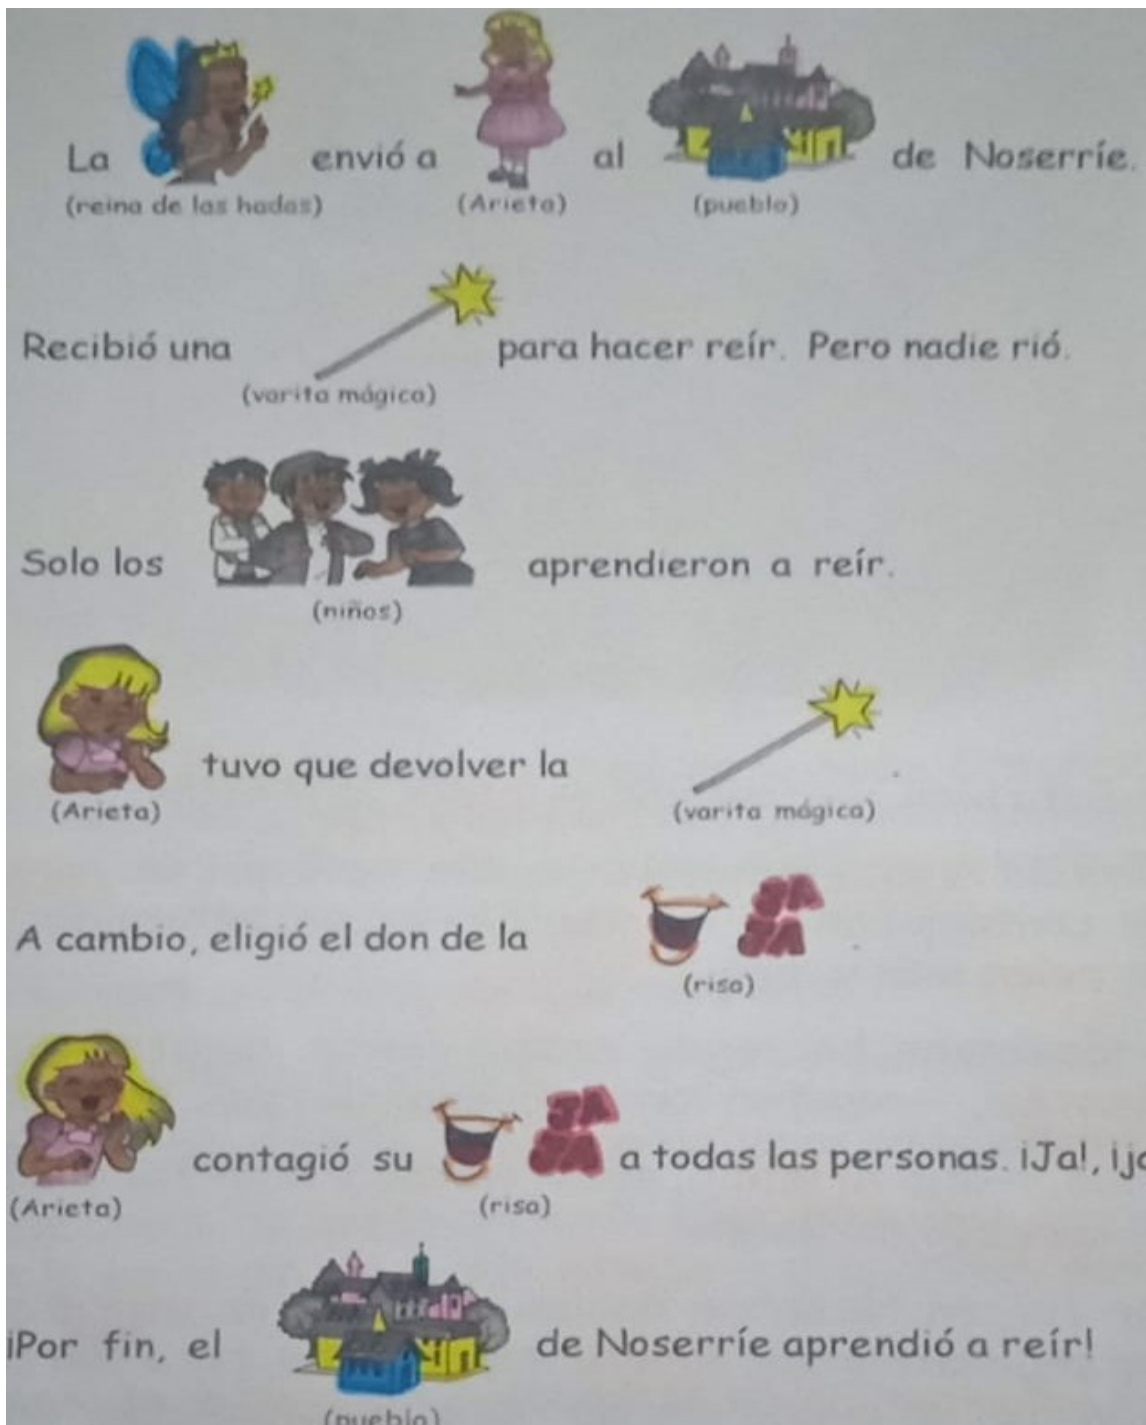 La envió a al de Noserríe.
(reina de las hadas) (Arieta) (pueblo)
Recibió una para hacer reír. Pero nadie rió.
(varita mágica)
Solo los aprendieron a reír.
(niños)
tuvo que devolver la .
(Arieta) (varita mágica)
JA
JA
A cambio, eligió el don de la .
(risa)
JA
JA
contagió su a todas las personas. ¡Ja!, ¡ja
(Arieta) (risa)
¡Por fin, el de Noserríe aprendió a reír!
(pueblo)